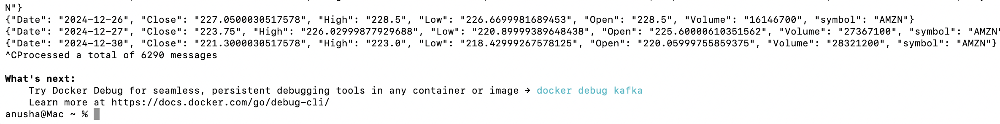 N"}
{"Date": "2024-12-26", "Close": "227.0500030517578", "High": "228.5", "Low": "226.6699981689453", "Open": "228.5", "Volume": "16146700", "symbol": "AMZN"}
{"Date": "2024-12-27", "Close": "223.75", "High": "226.02999877929688", "Low": "220.89999389648438", "Open": "225.60000610351562", "Volume": "27367100", "symbol": "AMZN"
{"Date": "2024-12-30", "Close": "221.3000030517578", "High": "223.0", "Low": "218.42999267578125", "Open": "220.05999755859375", "Volume": "28321200", "symbol": "AMZN"}
^CProcessed a total of 6290 messages
What's next:
Try Docker Debug for seamless, persistent debugging tools in any container or image → docker debug kafka
Learn more at https://docs.docker.com/go/debug-cli/
anusha@Mac ~ %